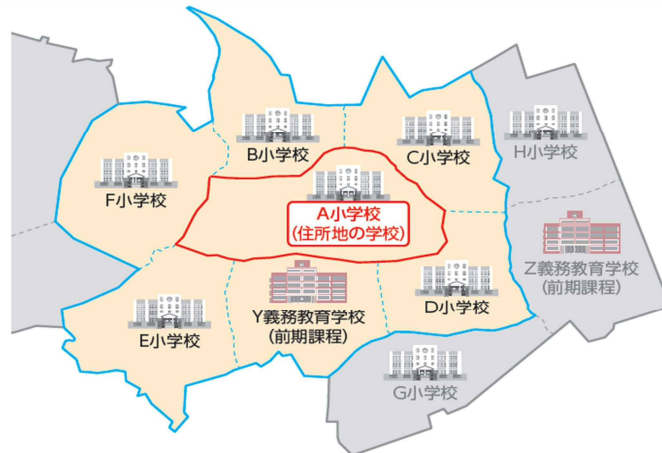 B小学校
C小学校
H小学校
F小学校
A小学校
(住所地の学校)
Z義務教育学校
(前期課程)
E小学校
Y義務教育学校
(前期課程)
D小学校
G小学校